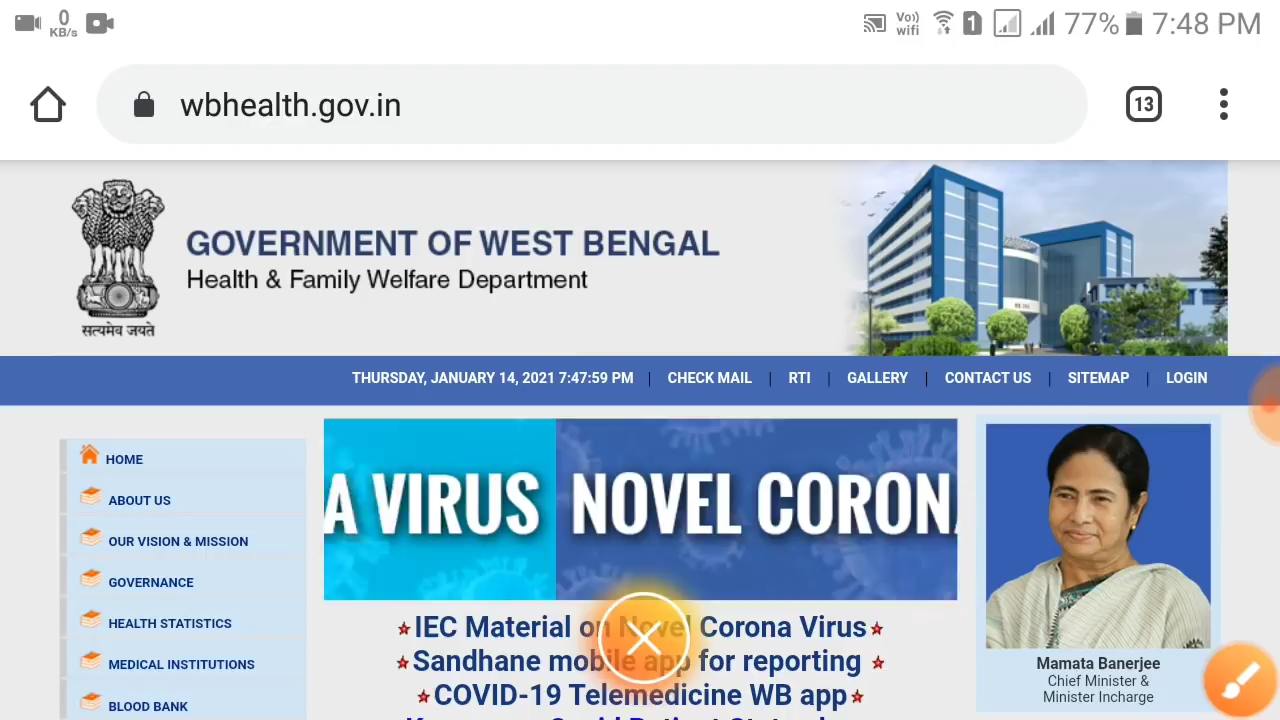 0
KB/s
Vo)
wifi
1
77%
7:48 PM
wbhealth.gov.in
13
सत्यमेव जयते
GOVERNMENT OF WEST BENGAL
Health & Family Welfare Department
THURSDAY, JANUARY 14, 2021 7:47:59 PM | CHECK MAIL | RTI | GALLERY | CONTACT US | SITEMAP | LOGIN
HOME
ABOUT US
OUR VISION & MISSION
GOVERNANCE
HEALTH STATISTICS
MEDICAL INSTITUTIONS
BLOOD BANK
A VIRUS NOVEL CORON
IEC Material on Novel Corona Virus
Sandhane mobile app for reporting
COVID-19 Telemedicine WB app
Mamata Banerjee
Chief Minister &
Minister Incharge